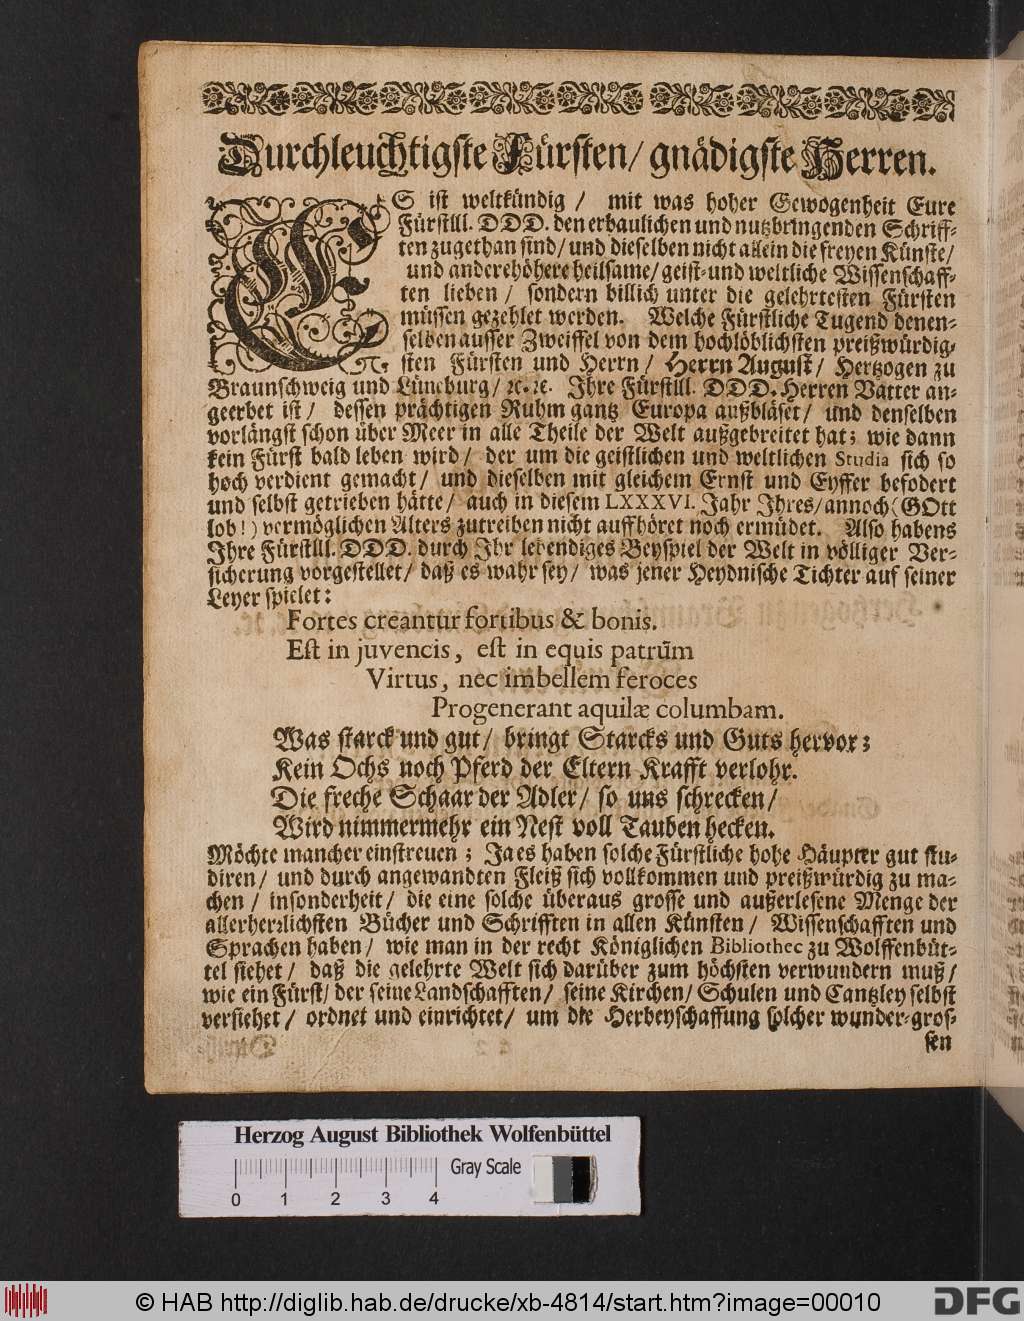 Durchleuchtigste Fürsten/ gnädigste Herren.
ES ist weltkündig / mit was hoher Gewogenheit Eure
Fürstlll. DDD. den erbaulichen und nutzbringenden Schriff-
ten zugethan sind/ und dieselben nicht allein die freyen Künste/
und andere höhere heilsame/ geist- und weltliche Wissenschaff-
ten lieben / sondern billich unter die gelehrtesten Fürsten
müssen gezehlet werden. Welche Fürstliche Tugend denen-
selben ausser Zweiffel von dem hochlöblichsten preißwürdig-
sten Fürsten und Herrn/ Herrn August/ Hertzogen zu
Braunschweig und Lüneburg/ ꝛc. ꝛc. Ihre Fürstlll. DDD. Herren Vatter an-
geerbet ist/ dessen prächtigen Ruhm gantz Europa außbläset/ und denselben
vorlängst schon über Meer in alle Theile der Welt außgebreitet hat; wie dann
kein Fürst bald leben wird/ der um die geistlichen und weltlichen Studia sich so
hoch verdient gemacht/ und dieselben mit gleichem Ernst und Eyffer befodert
und selbst getrieben hätte/ auch in diesem LXXXVI. Jahr Ihres/ annoch (GOtt
lob!) vermöglichen Alters zutreiben nicht auffhöret noch ermüdet. Also habens
Ihre Fürstlll. DDD. durch Ihr lebendiges Beyspiel der Welt in völliger Ver-
sicherung vorgestellet/ daß es wahr sey/ was jener Heydnische Tichter auf seiner
Leyer spielet:
Fortes creantur fortibus & bonis.
Est in juvencis, est in equis patrũm
Virtus, nec imbellem feroces
Progenerant aquilæ columbam.
Was starck und gut/ bringt Starcks und Guts hervor;
Kein Ochs noch Pferd der Eltern Krafft verlohr.
Die freche Schaar der Adler/ so uns schrecken/
Wird nimmermehr ein Nest voll Tauben hecken.
Möchte mancher einstreuen; Ja es haben solche Fürstliche hohe Häupter gut stu-
diren/ und durch angewandten Fleiß sich vollkommen und preißwürdig zu ma-
chen/ insonderheit/ die eine solche überaus grosse und außerlesene Menge der
allerherꝛlichsten Bücher und Schrifften in allen Künsten/ Wissenschafften und
Sprachen haben/ wie man in der recht Königlichen Bibliothec zu Wolffenbüt-
tel siehet/ daß die gelehrte Welt sich darüber zum höchsten verwundern muß/
wie ein Fürst/ der seine Landschafften/ seine Kirchen/ Schulen und Cantzley selbst
versiehet/ ordnet und einrichtet/ um die Herbeyschaffung solcher wunder-gros-
sen
Herzog August Bibliothek Wolfenbüttel
Gray Scale
0 1 2 3 4
© HAB http://diglib.hab.de/drucke/xb-4814/start.htm?image=00010
DFG